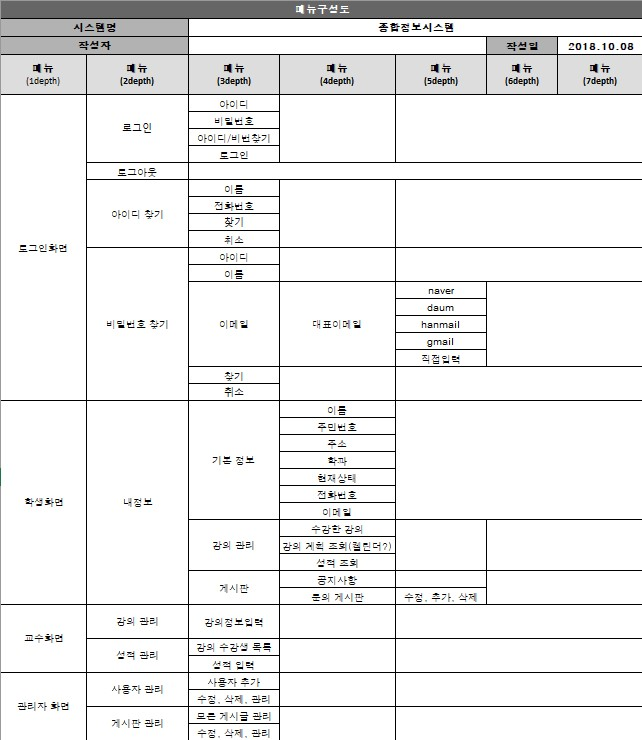 메뉴구성도
시스템명 종합정보시스템
작성자 작성일 2018.10.08
메뉴 메뉴 메뉴 메뉴 메뉴 메뉴 메뉴
(1depth) (2depth) (3depth) (4depth) (5depth) (6depth) (7depth)
로그인화면
로그인
아이디
비밀번호
아이디/비번찾기
로그인
로그아웃
아이디 찾기
이름
전화번호
찾기
취소
비밀번호 찾기
아이디
이름
이메일
대표이메일
naver
daum
hanmail
gmail
직접입력
찾기
취소
학생화면
내정보
기본 정보
이름
주민번호
주소
학과
현재상태
전화번호
이메일
강의 관리
수강한 강의
강의 계획 조회(캘린더?)
성적 조회
게시판
공지사항
문의 게시판
수정, 추가, 삭제
교수화면
강의 관리
강의정보입력
성적 관리
강의 수강생 목록
성적 입력
관리자 화면
사용자 관리
사용자 추가
수정, 삭제, 관리
게시판 관리
모든 게시글 관리
수정, 삭제, 관리